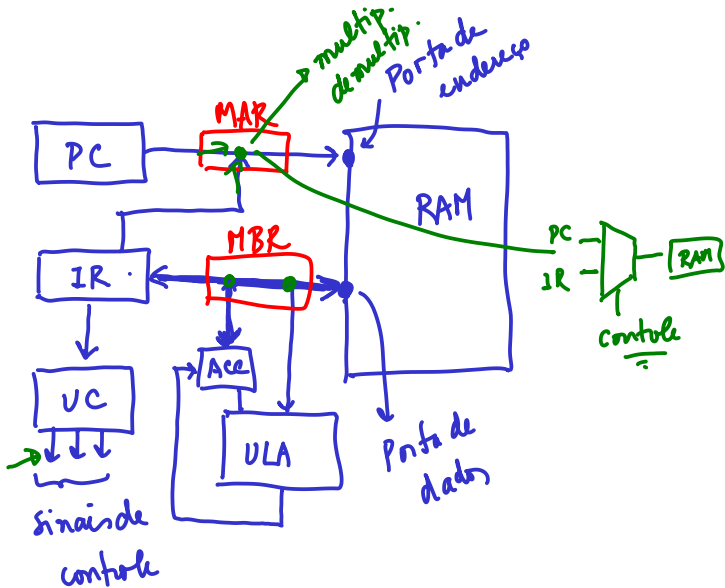 multip.
demultip.
Porta de
endereço
MAR
PC
RAM
MBR
IR
PC
IR
RAM
controle
ACC
UC
ULA
Porta de
dados
sinais de
controle